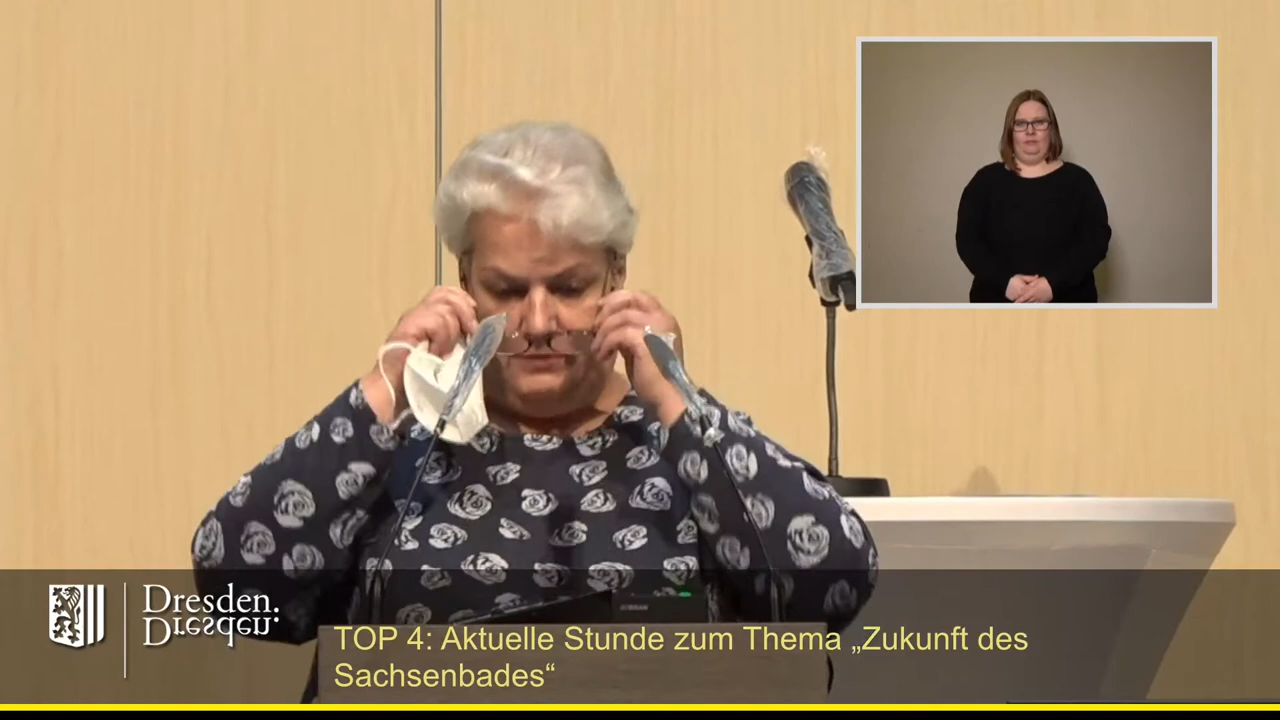 Dresden.
Dresden.
TOP 4: Aktuelle Stunde zum Thema „Zukunft des
Sachsenbades“